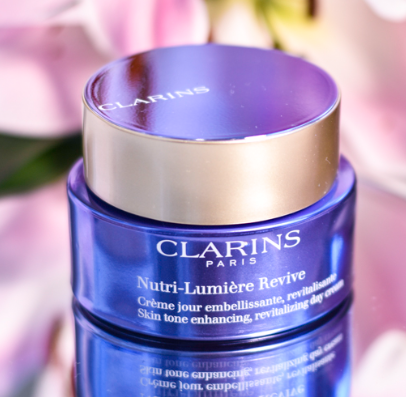 CLARINS
CLARINS
PARIS
Nutri-Lumière Revive
Crème jour embellissante, revitalisante
Skin tone enhancing, revitalizing day cream